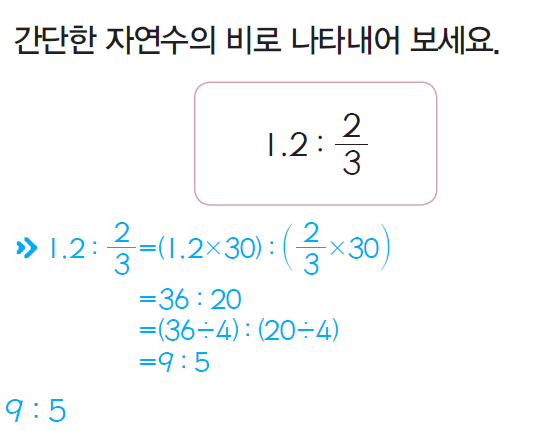 간단한 자연수의 비로 나타내어 보세요.
1.2 : 2/3
» 1.2 : 2/3 =(1.2×30) : (2/3×30)
=36 : 20
=(36÷4) : (20÷4)
=9 : 5
9 : 5